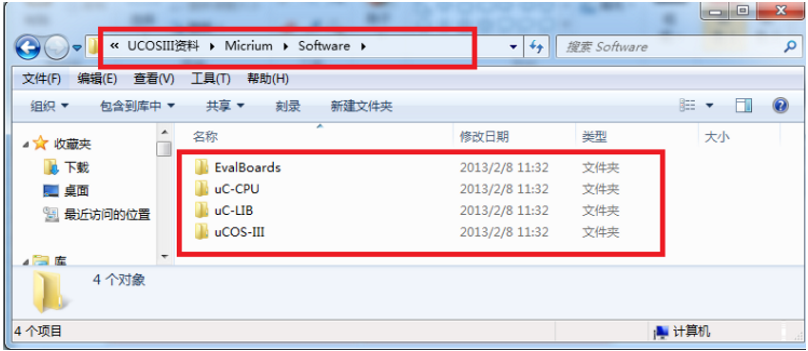 « UCOSIII资料 ▸ Micrium ▸ Software ▸
搜索 Software
文件(F) 编辑(E) 查看(V) 工具(T) 帮助(H)
组织 包含到库中 共享 刻录 新建文件夹
收藏夹
下载
桌面
最近访问的位置
库
名称 修改日期 类型 大小
EvalBoards 2013/2/8 11:32 文件夹
uC-CPU 2013/2/8 11:32 文件夹
uC-LIB 2013/2/8 11:32 文件夹
uCOS-III 2013/2/8 11:32 文件夹
4 个对象
4 个项目
计算机